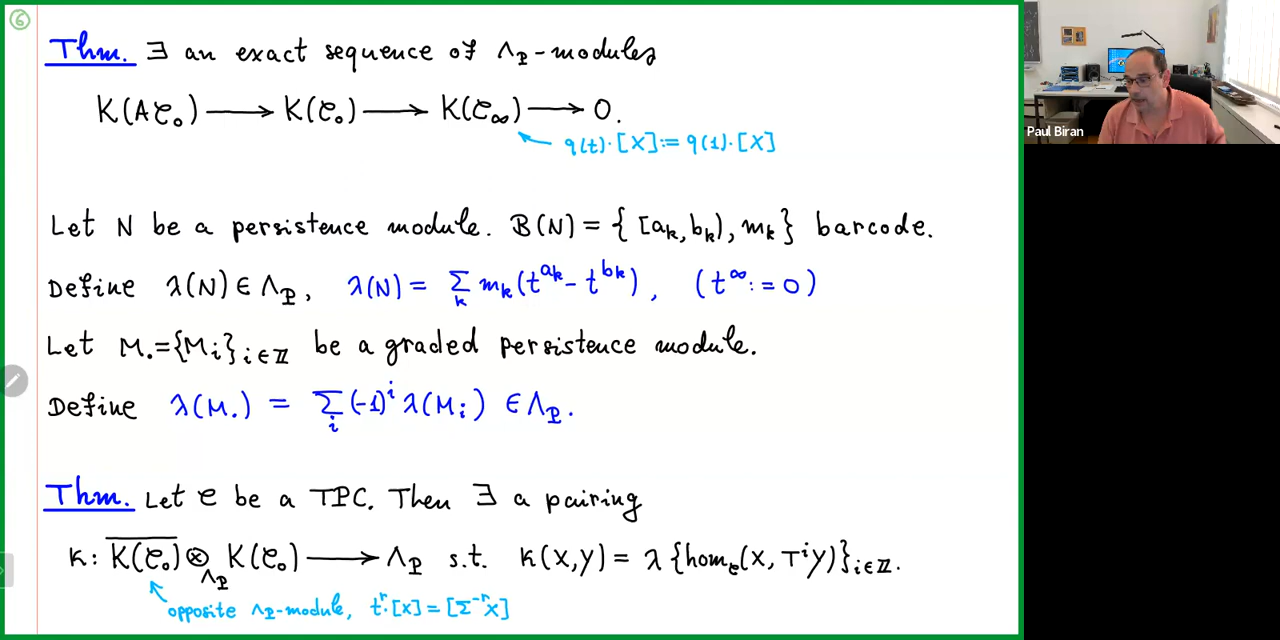 6
Thm. ∃ an exact sequence of Λ_P-modules
K(A𝒞₀) ⟶ K(𝒞₀) ⟶ K(𝒞_∞) ⟶ 0.
q(t)·[X] := q(1)·[X]
Paul Biran
Let N be a persistence module. B(N) = { [a_k, b_k), m_k } barcode.
Define λ(N) ∈ Λ_P, λ(N) = Σ_k m_k (t^{a_k} - t^{b_k}), (t^∞ := 0)
Let M. = {M_i}_{i∈ℤ} be a graded persistence module.
Define λ(M.) = Σ_i (-1)^i λ(M_i) ∈ Λ_P.
Thm. Let 𝒞 be a TPC. Then ∃ a pairing
κ: \overline{K(𝒞₀)} ⊗_{Λ_P} K(𝒞₀) ⟶ Λ_P s.t. κ(X,Y) = λ {hom_𝒞(X, T^i Y)}_{i∈ℤ}.
opposite Λ_P-module, t^r·[X] = [Σ^{-r} X]